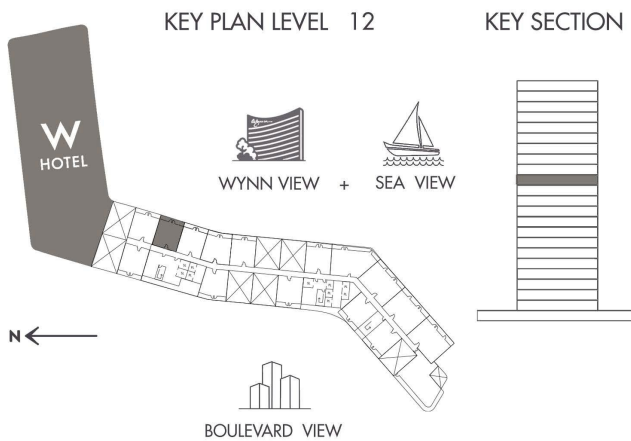 KEY PLAN LEVEL 12
KEY SECTION
W
HOTEL
WYNN VIEW + SEA VIEW
N
BOULEVARD VIEW